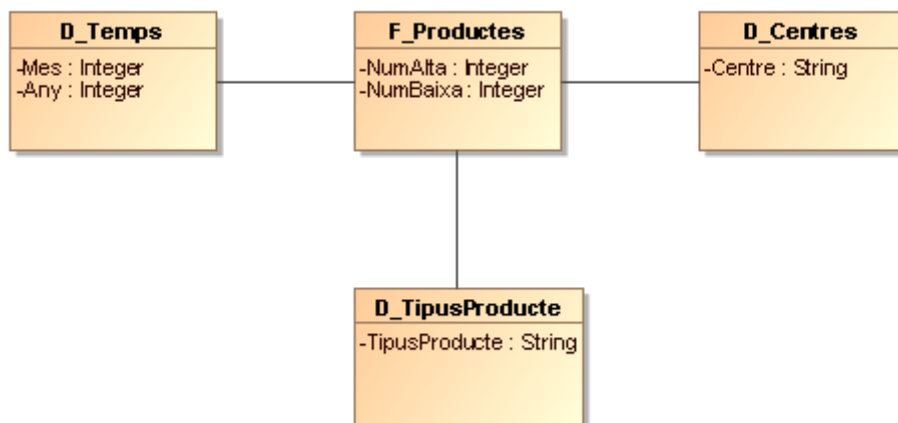 D_Temps
-Mes : Integer
-Any : Integer
F_Productes
-NumAlta : Integer
-NumBaixa : Integer
D_Centres
-Centre : String
D_TipusProducte
-TipusProducte : String